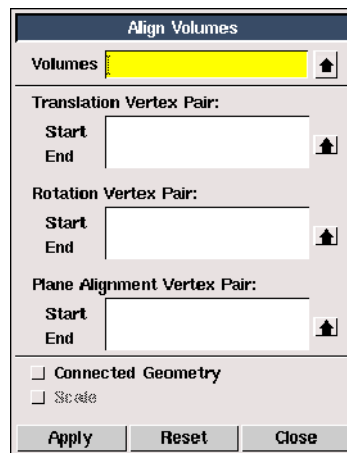 Align Volumes
Volumes
Translation Vertex Pair:
Start
End
Rotation Vertex Pair:
Start
End
Plane Alignment Vertex Pair:
Start
End
Connected Geometry
Scale
Apply Reset Close